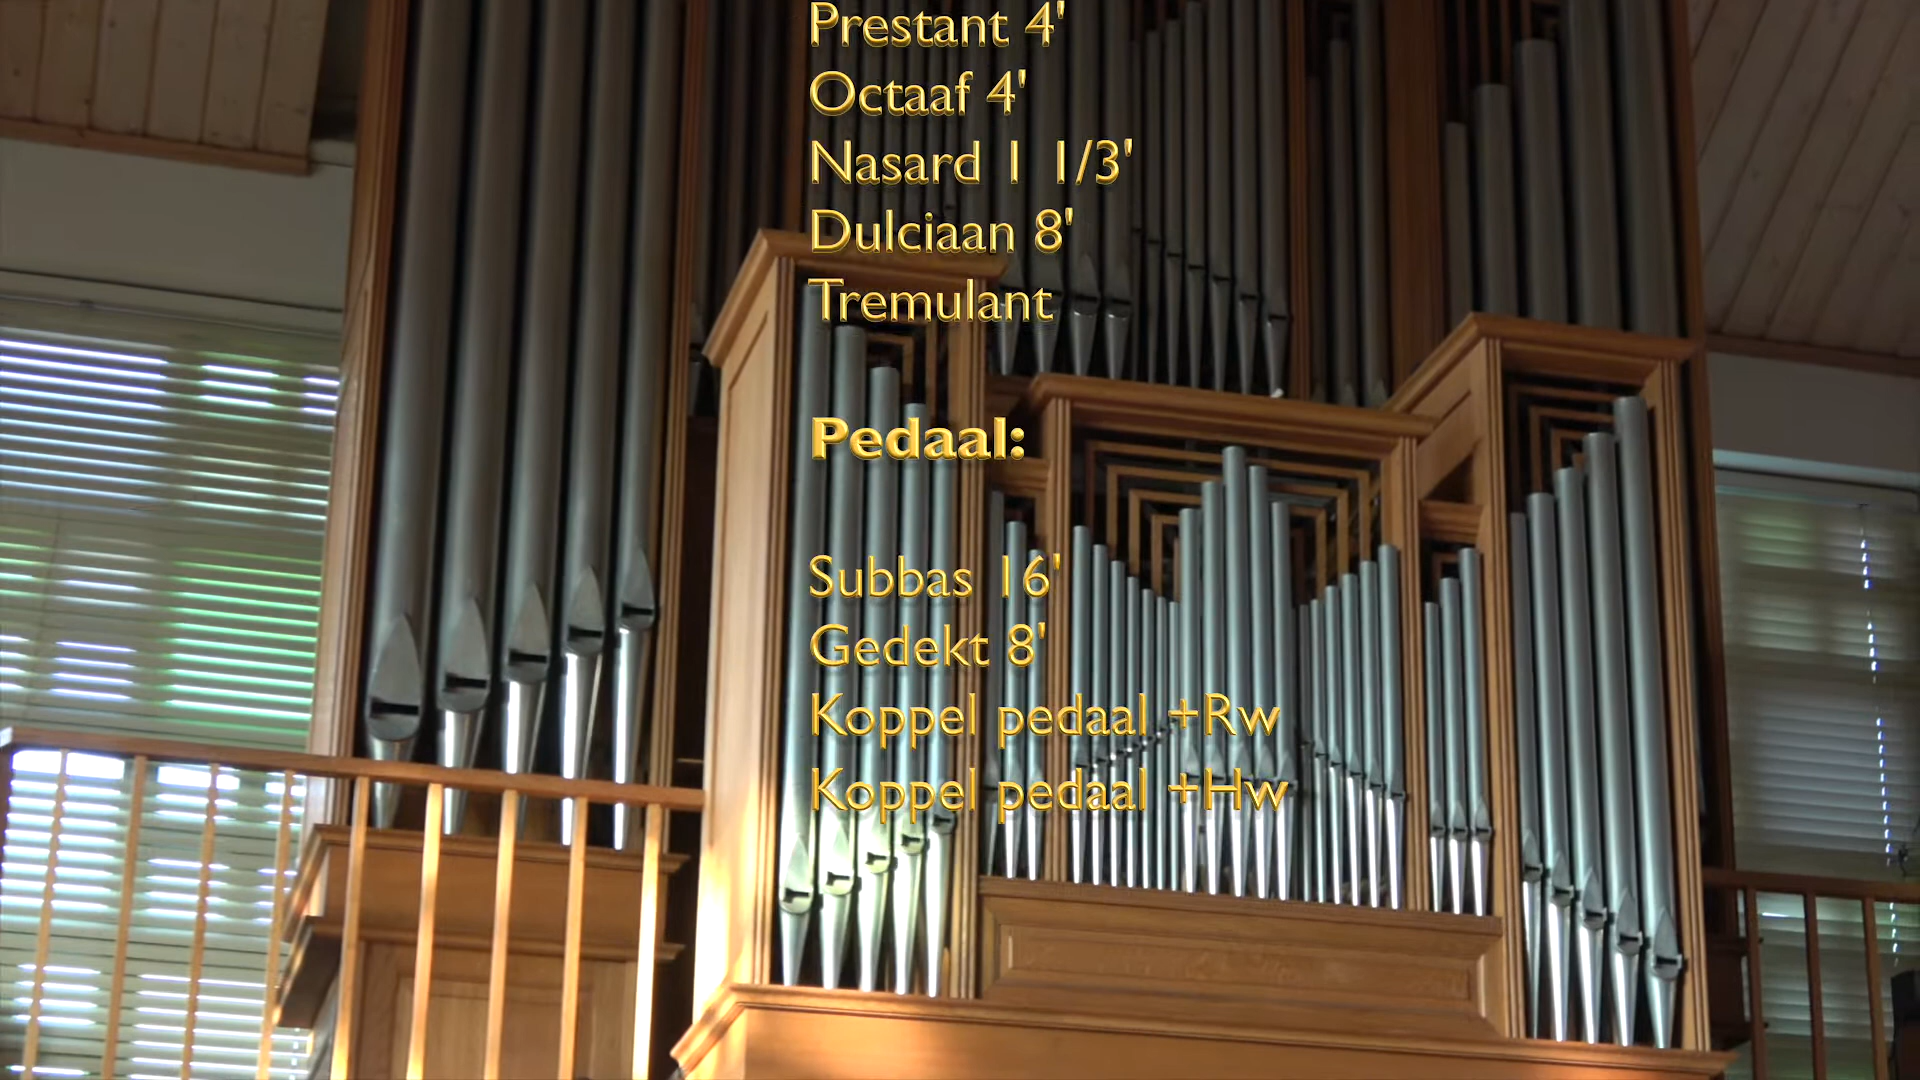 Prestant 4'
Octaaf 4'
Nasard 1 1/3'
Dulciaan 8'
Tremulant
Pedaal:
Subbas 16'
Gedekt 8'
Koppel pedaal +Rw
Koppel pedaal +Hw